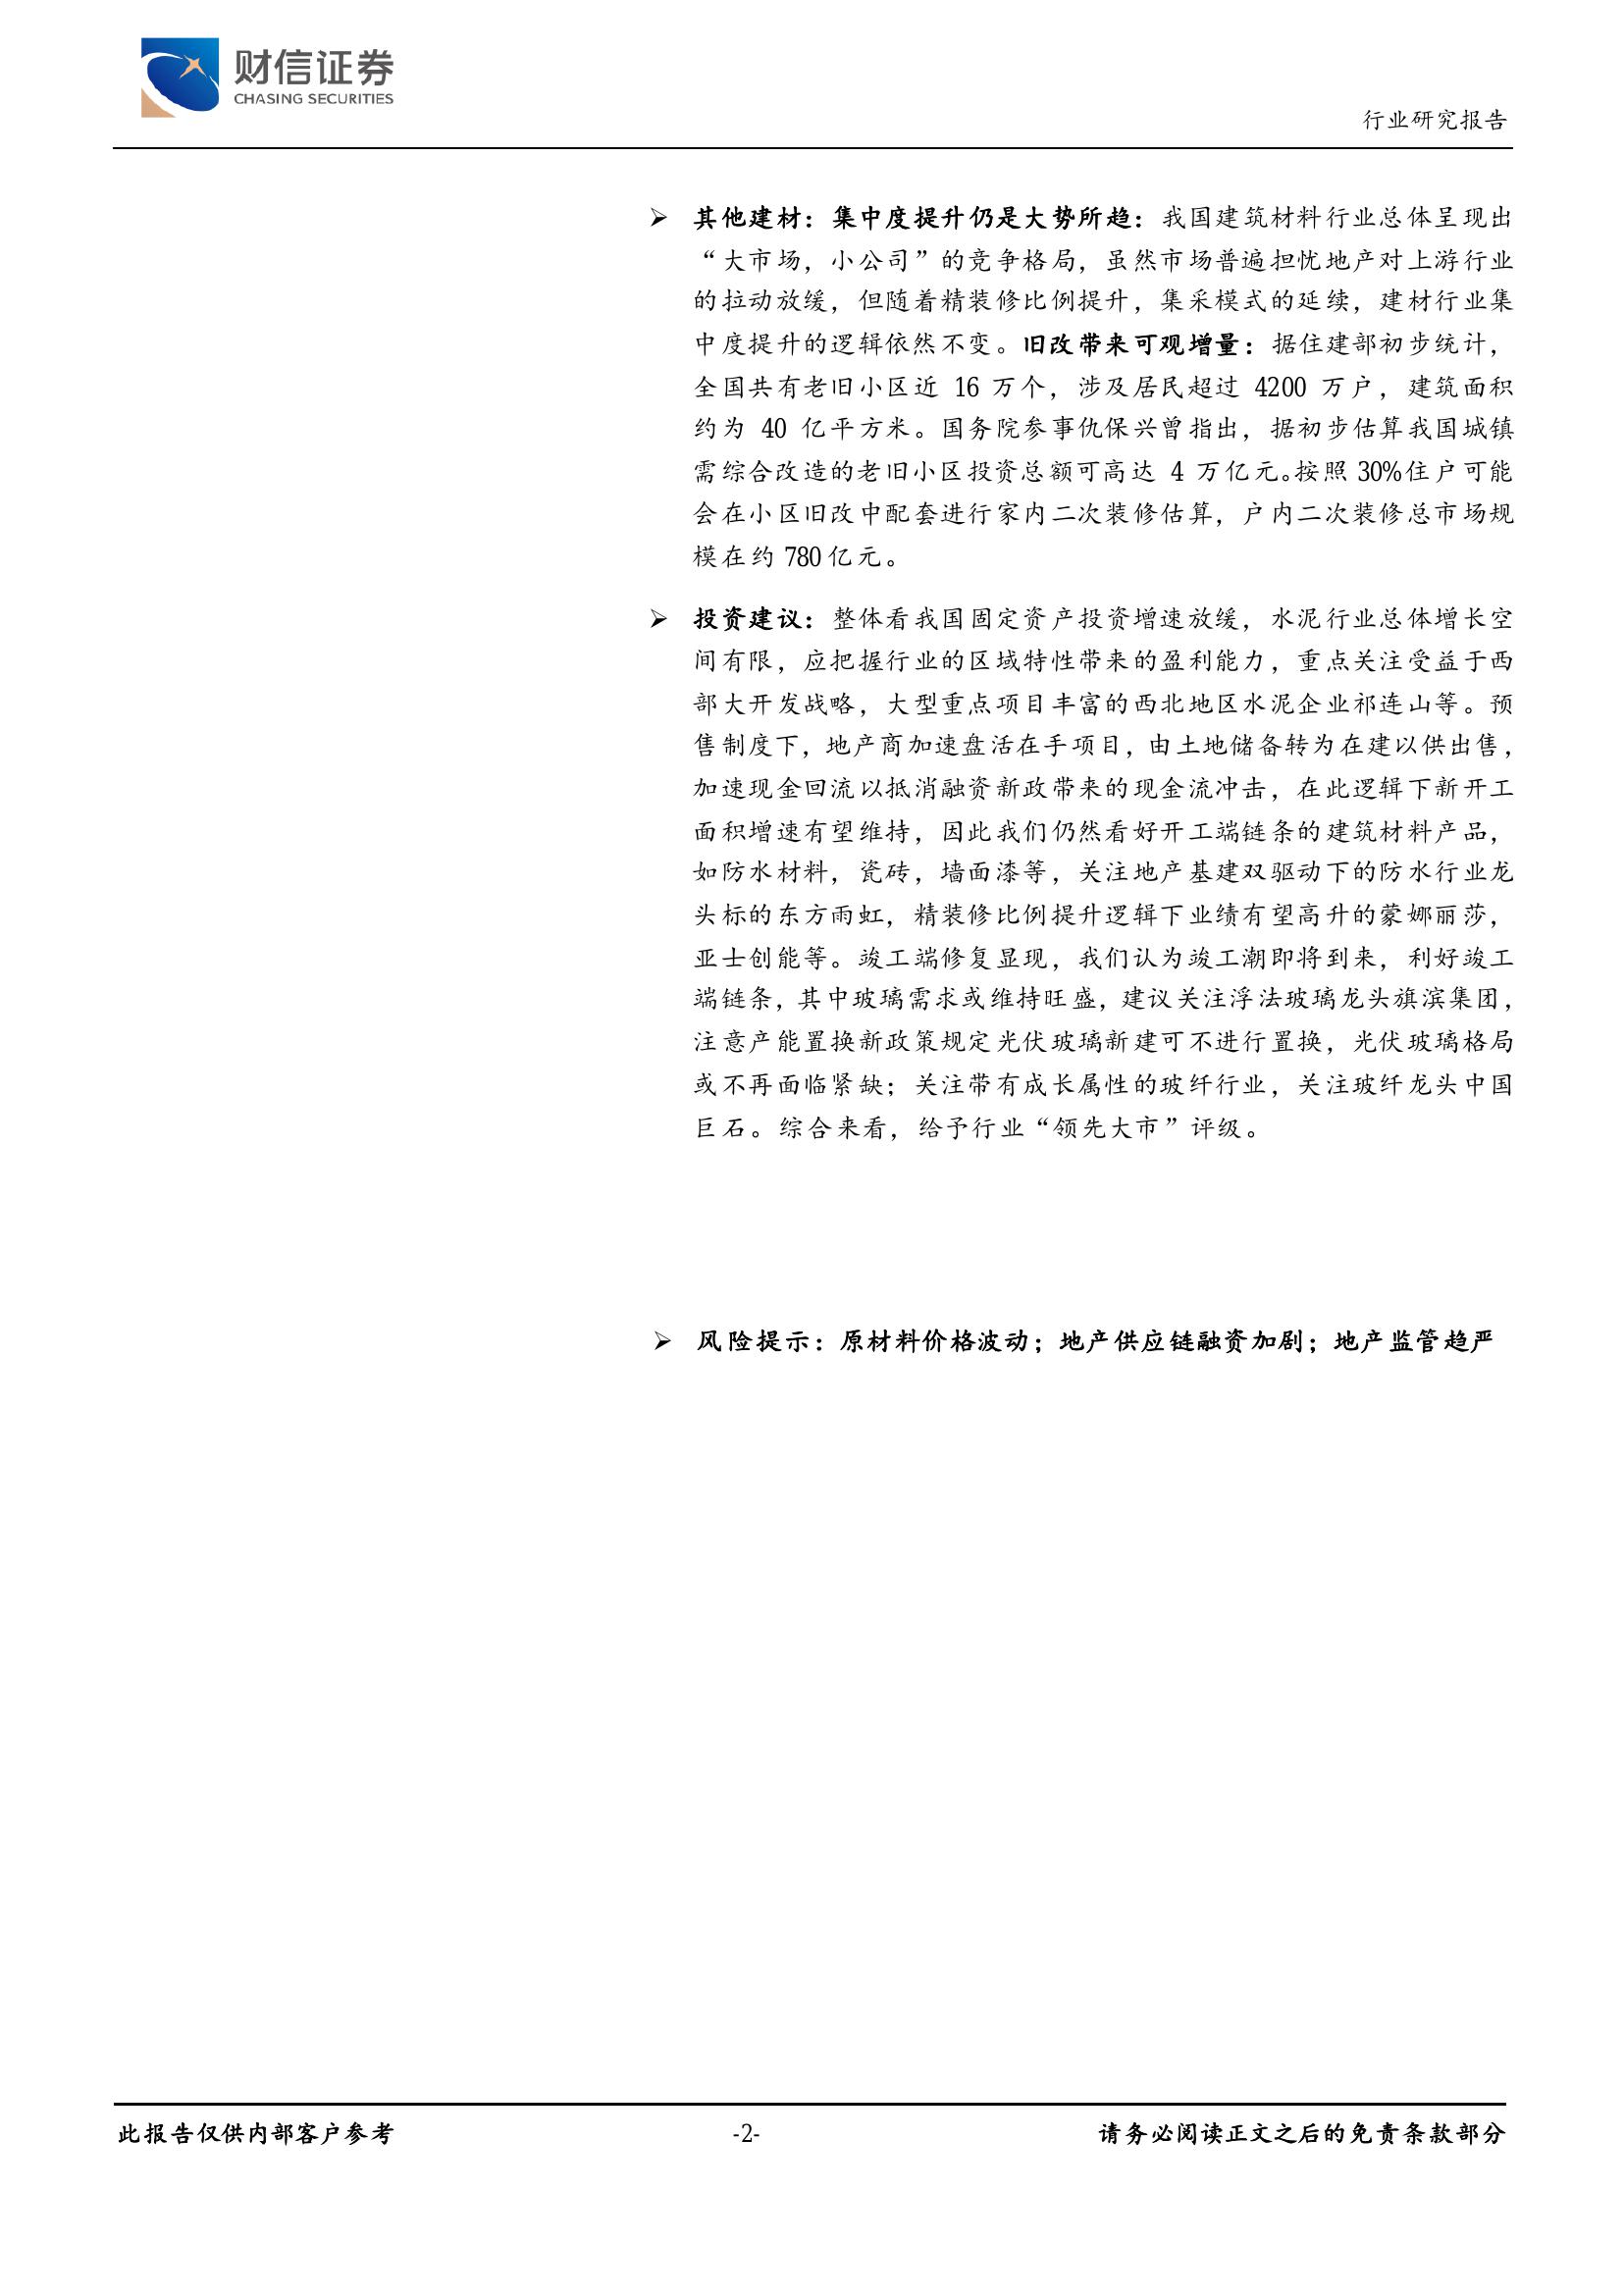 财信证券
CHASING SECURITIES
行业研究报告
➢ 其他建材：集中度提升仍是大势所趋：我国建筑材料行业总体呈现出
“大市场，小公司”的竞争格局，虽然市场普遍担忧地产对上游行业
的拉动放缓，但随着精装修比例提升，集采模式的延续，建材行业集
中度提升的逻辑依然不变。旧改带来可观增量：据住建部初步统计，
全国共有老旧小区近 16 万个，涉及居民超过 4200 万户，建筑面积
约为 40 亿平方米。国务院参事仇保兴曾指出，据初步估算我国城镇
需综合改造的老旧小区投资总额可高达 4 万亿元。按照 30%住户可能
会在小区旧改中配套进行家内二次装修估算，户内二次装修总市场规
模在约 780 亿元。
➢ 投资建议：整体看我国固定资产投资增速放缓，水泥行业总体增长空
间有限，应把握行业的区域特性带来的盈利能力，重点关注受益于西
部大开发战略，大型重点项目丰富的西北地区水泥企业祁连山等。预
售制度下，地产商加速盘活在手项目，由土地储备转为在建以供出售，
加速现金回流以抵消融资新政带来的现金流冲击，在此逻辑下新开工
面积增速有望维持，因此我们仍然看好开工端链条的建筑材料产品，
如防水材料，瓷砖，墙面漆等，关注地产基建双驱动下的防水行业龙
头标的东方雨虹，精装修比例提升逻辑下业绩有望高升的蒙娜丽莎，
亚士创能等。竣工端修复显现，我们认为竣工潮即将到来，利好竣工
端链条，其中玻璃需求或维持旺盛，建议关注浮法玻璃龙头旗滨集团，
注意产能置换新政策规定光伏玻璃新建可不进行置换，光伏玻璃格局
或不再面临紧缺；关注带有成长属性的玻纤行业，关注玻纤龙头中国
巨石。综合来看，给予行业“领先大市”评级。
➢ 风险提示：原材料价格波动；地产供应链融资加剧；地产监管趋严
此报告仅供内部客户参考
-2-
请务必阅读正文之后的免责条款部分